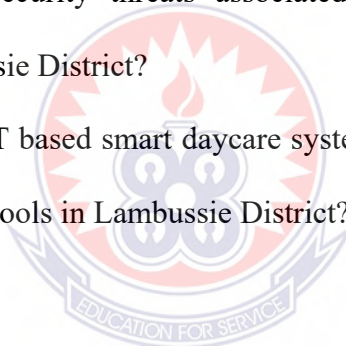 security threats associated
sie District?
T based smart daycare syste
ools in Lambussie District?
EDUCATION FOR SERVICE